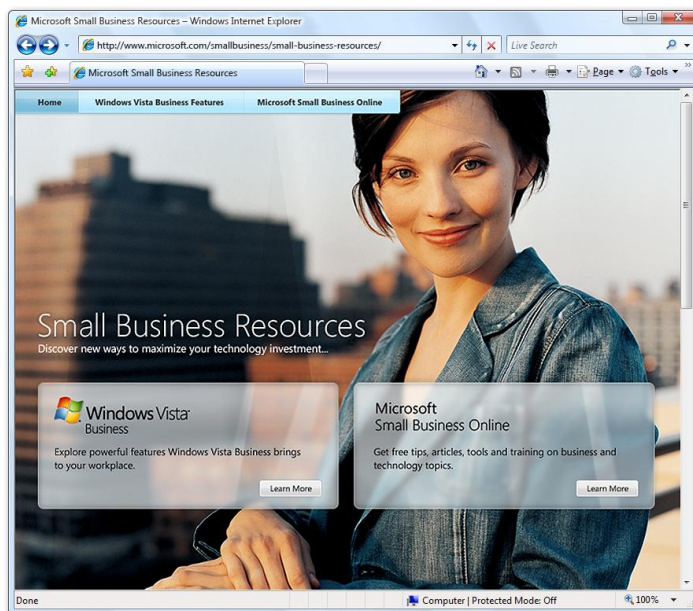 Microsoft Small Business Resources – Windows Internet Explorer
http://www.microsoft.com/smallbusiness/small-business-resources/
Live Search
Microsoft Small Business Resources
Page
Tools
Home
Windows Vista Business Features
Microsoft Small Business Online
Small Business Resources
Discover new ways to maximize your technology investment...
Windows Vista
Business
Explore powerful features Windows Vista Business brings
to your workplace.
Learn More
Microsoft
Small Business Online
Get free tips, articles, tools and training on business and
technology topics.
Learn More
Done
Computer | Protected Mode: Off
100%